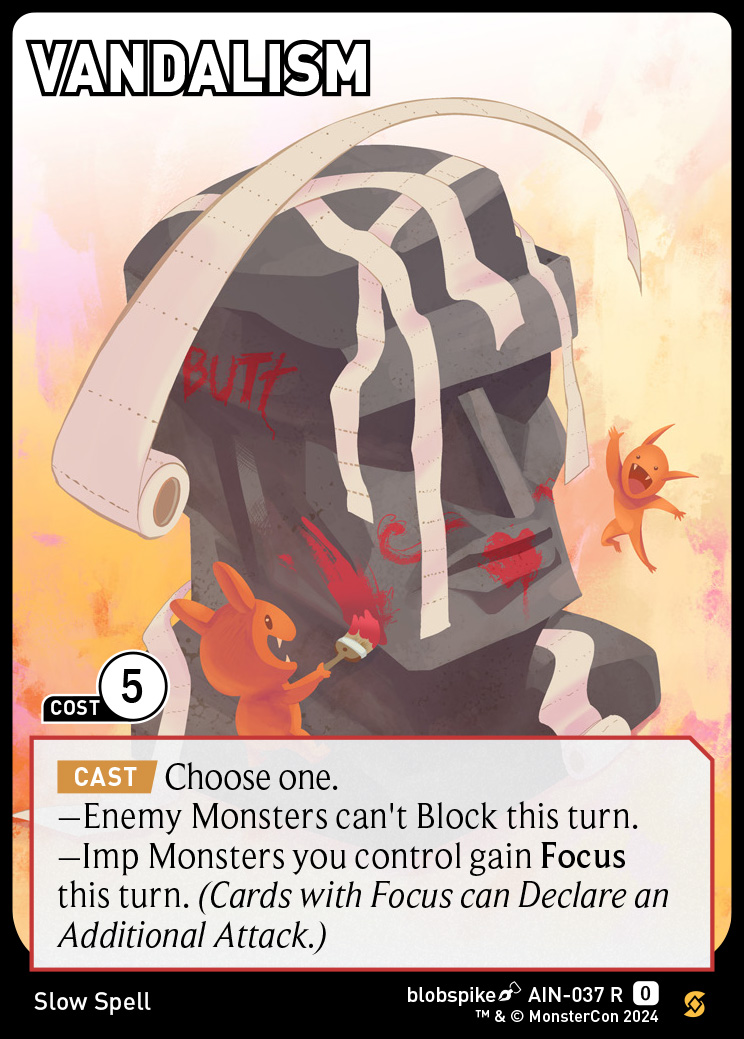 VANDALISM
BUTT
COST 5
CAST Choose one.
—Enemy Monsters can't Block this turn.
—Imp Monsters you control gain Focus
this turn. (Cards with Focus can Declare an
Additional Attack.)
Slow Spell
blobspike AIN-037 R 0
™ & © MonsterCon 2024